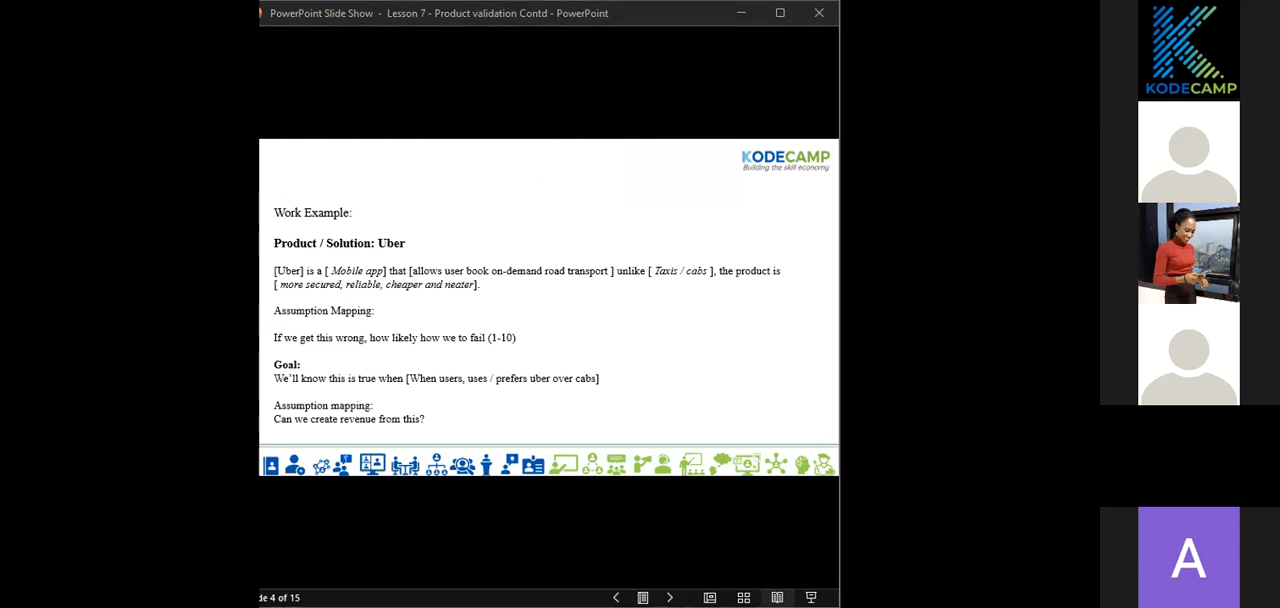 PowerPoint Slide Show - Lesson 7 - Product validation Contd - PowerPoint
KODECAMP
KODECAMP
Building the skill economy
Work Example:
Product / Solution: Uber
[Uber] is a [ Mobile app] that [allows user book on-demand road transport ] unlike [ Taxis / cabs ], the product is
[ more secured, reliable, cheaper and neater].
Assumption Mapping:
If we get this wrong, how likely how we to fail (1-10)
Goal:
We'll know this is true when [When users, uses / prefers uber over cabs]
Assumption mapping:
Can we create revenue from this?
A
de 4 of 15